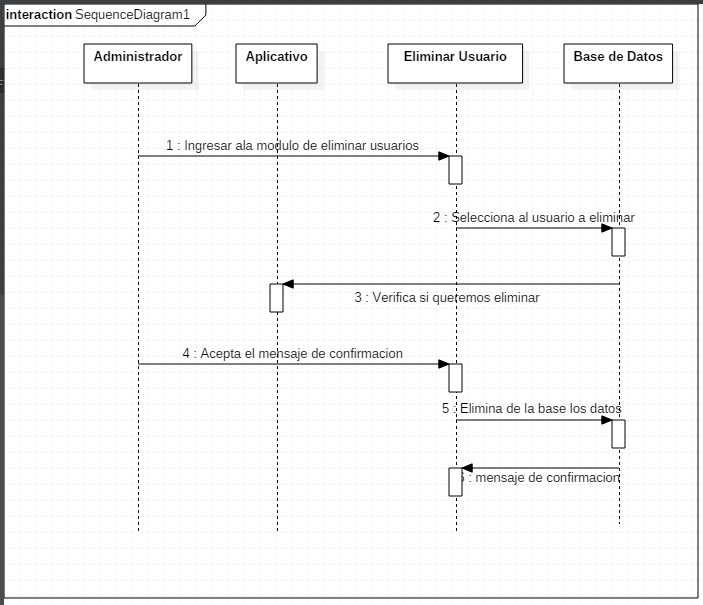 interaction SequenceDiagram1
Administrador
Aplicativo
Eliminar Usuario
Base de Datos
1 : Ingresar ala modulo de eliminar usuarios
2 : Selecciona al usuario a eliminar
3 : Verifica si queremos eliminar
4 : Acepta el mensaje de confirmacion
5 : Elimina de la base los datos
6 : mensaje de confirmacion